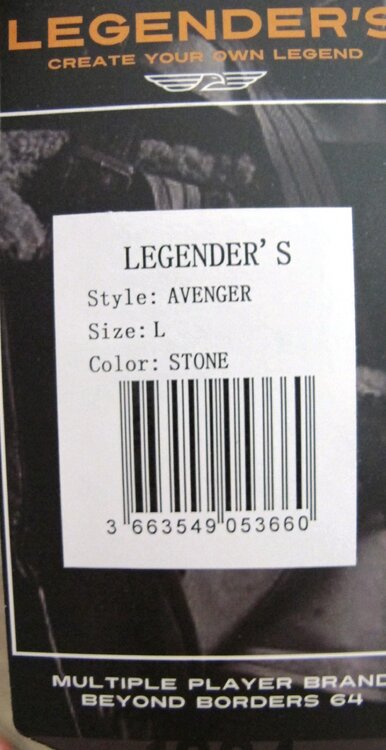 LEGENDER'S
CREATE YOUR OWN LEGEND
LEGENDER'S
Style: AVENGER
Size: L
Color: STONE
3 663549 053660
MULTIPLE PLAYER BRAND
BEYOND BORDERS 64